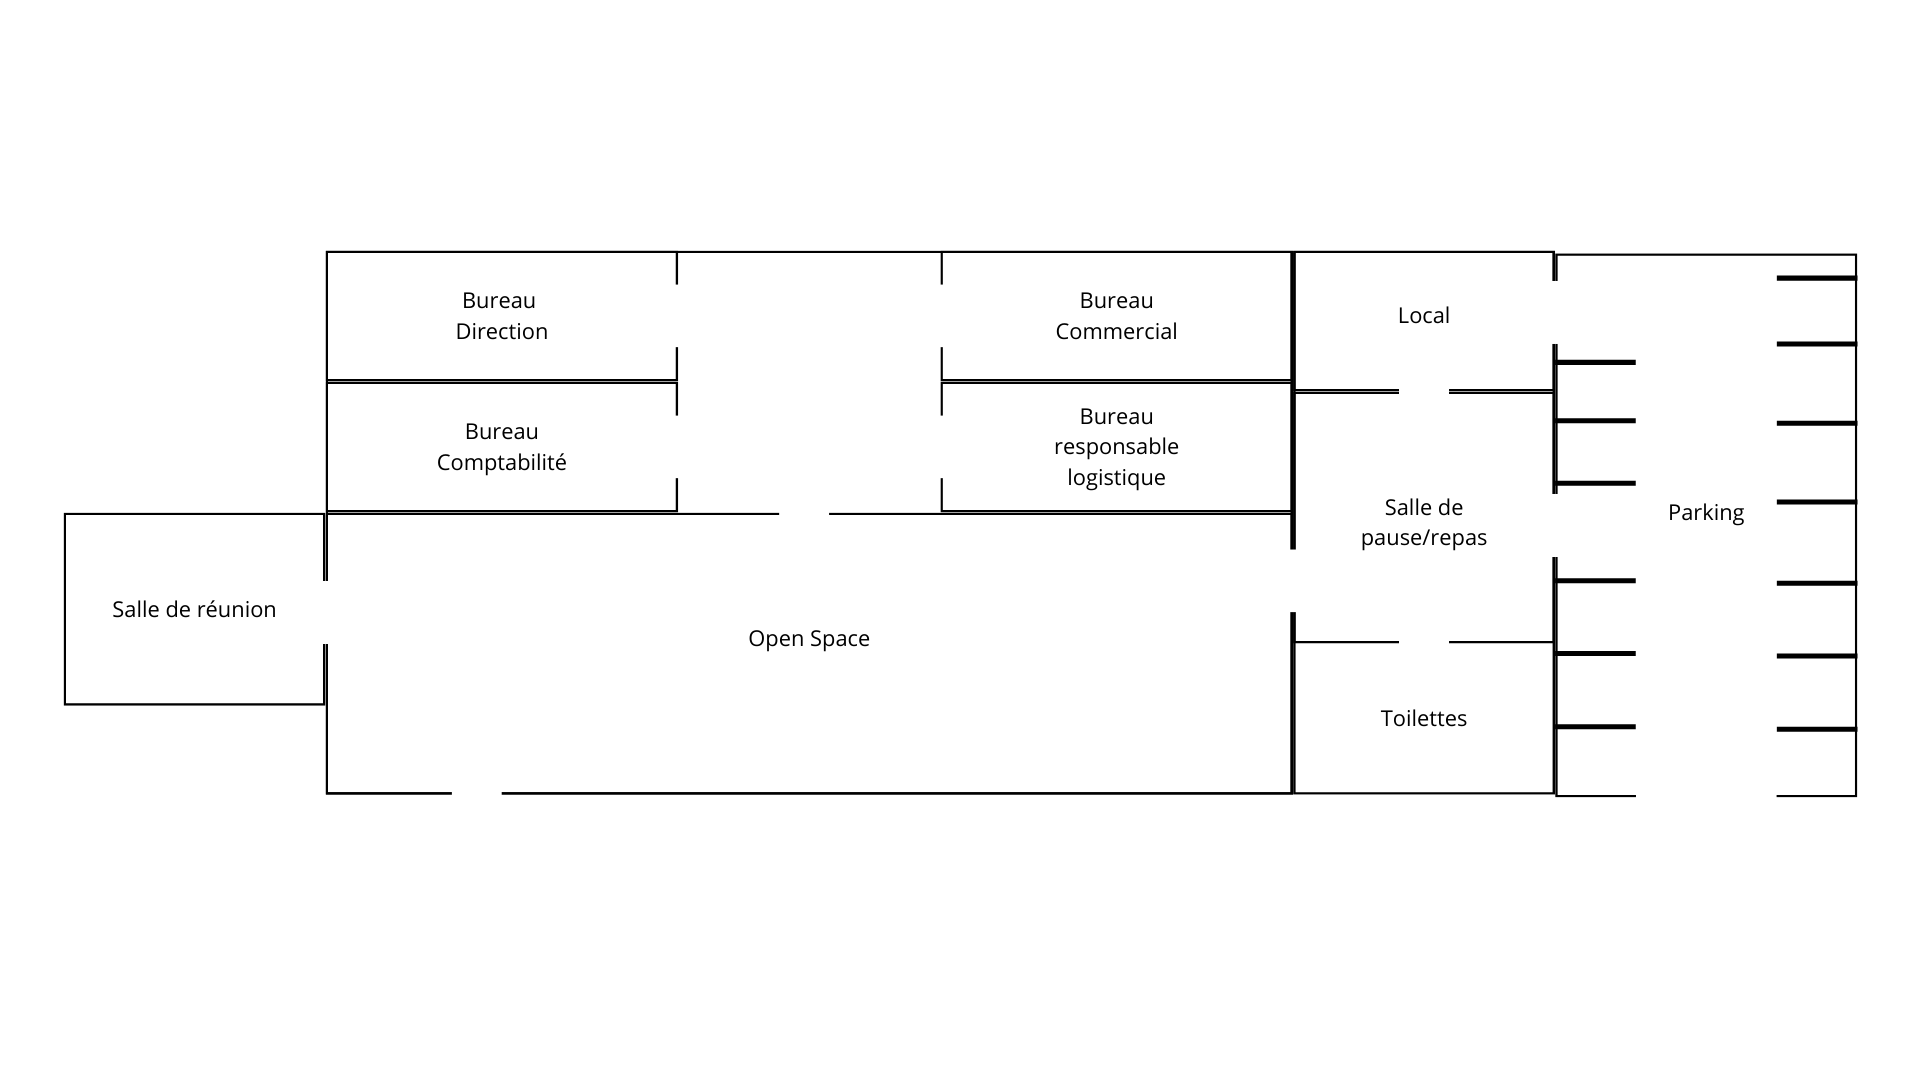 Bureau
Direction
Bureau
Commercial
Local
Bureau
Comptabilité
Bureau
responsable
logistique
Salle de
pause/repas
Parking
Salle de réunion
Open Space
Toilettes